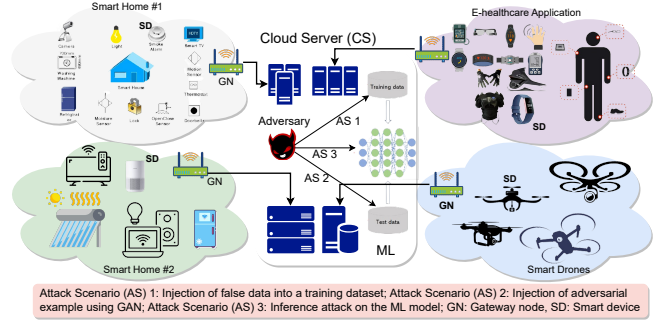 Smart Home #1
SD
Camera
Light
Smoke
Alarm
Smart TV
Washing
Machine
Smart House
Motion
Sensor
Thermostat
Moisture
Sensor
Lock
Open/Close
Sensor
GN
Cloud Server (CS)
E-healthcare Application
GN
SD
Training data
Adversary
AS 1
AS 3
AS 2
Test data
ML
SD
GN
Smart Home #2
GN
SD
Smart Drones
Attack Scenario (AS) 1: Injection of false data into a training dataset; Attack Scenario (AS) 2: Injection of adversarial
example using GAN; Attack Scenario (AS) 3: Inference attack on the ML model; GN: Gateway node, SD: Smart device